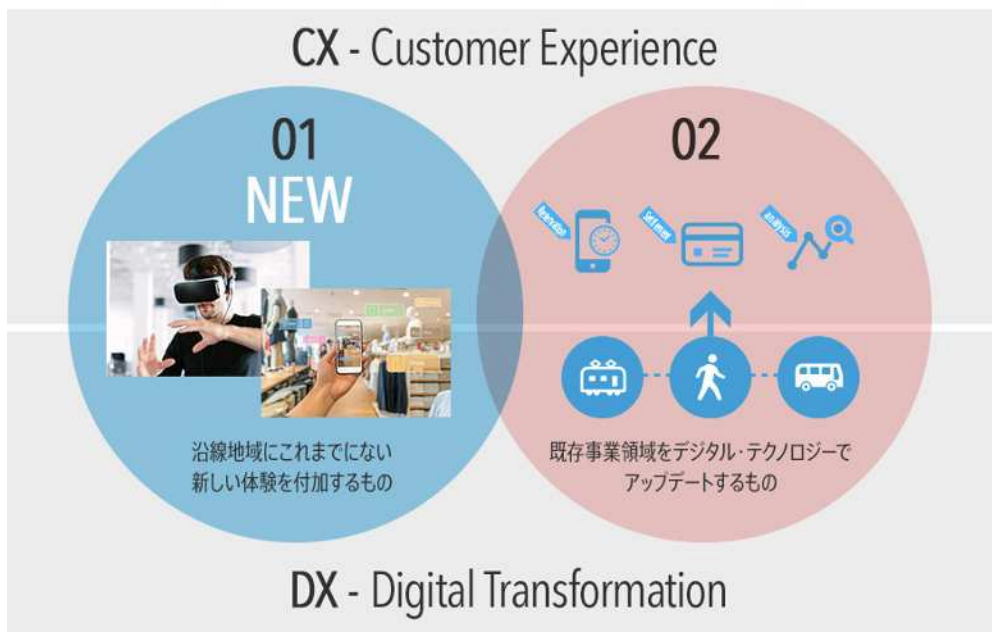 CX - Customer Experience
01
NEW
沿線地域にこれまでにない
新しい体験を付加するもの
02
analysis
既存事業領域をデジタル・テクノロジーで
アップデートするもの
DX - Digital Transformation